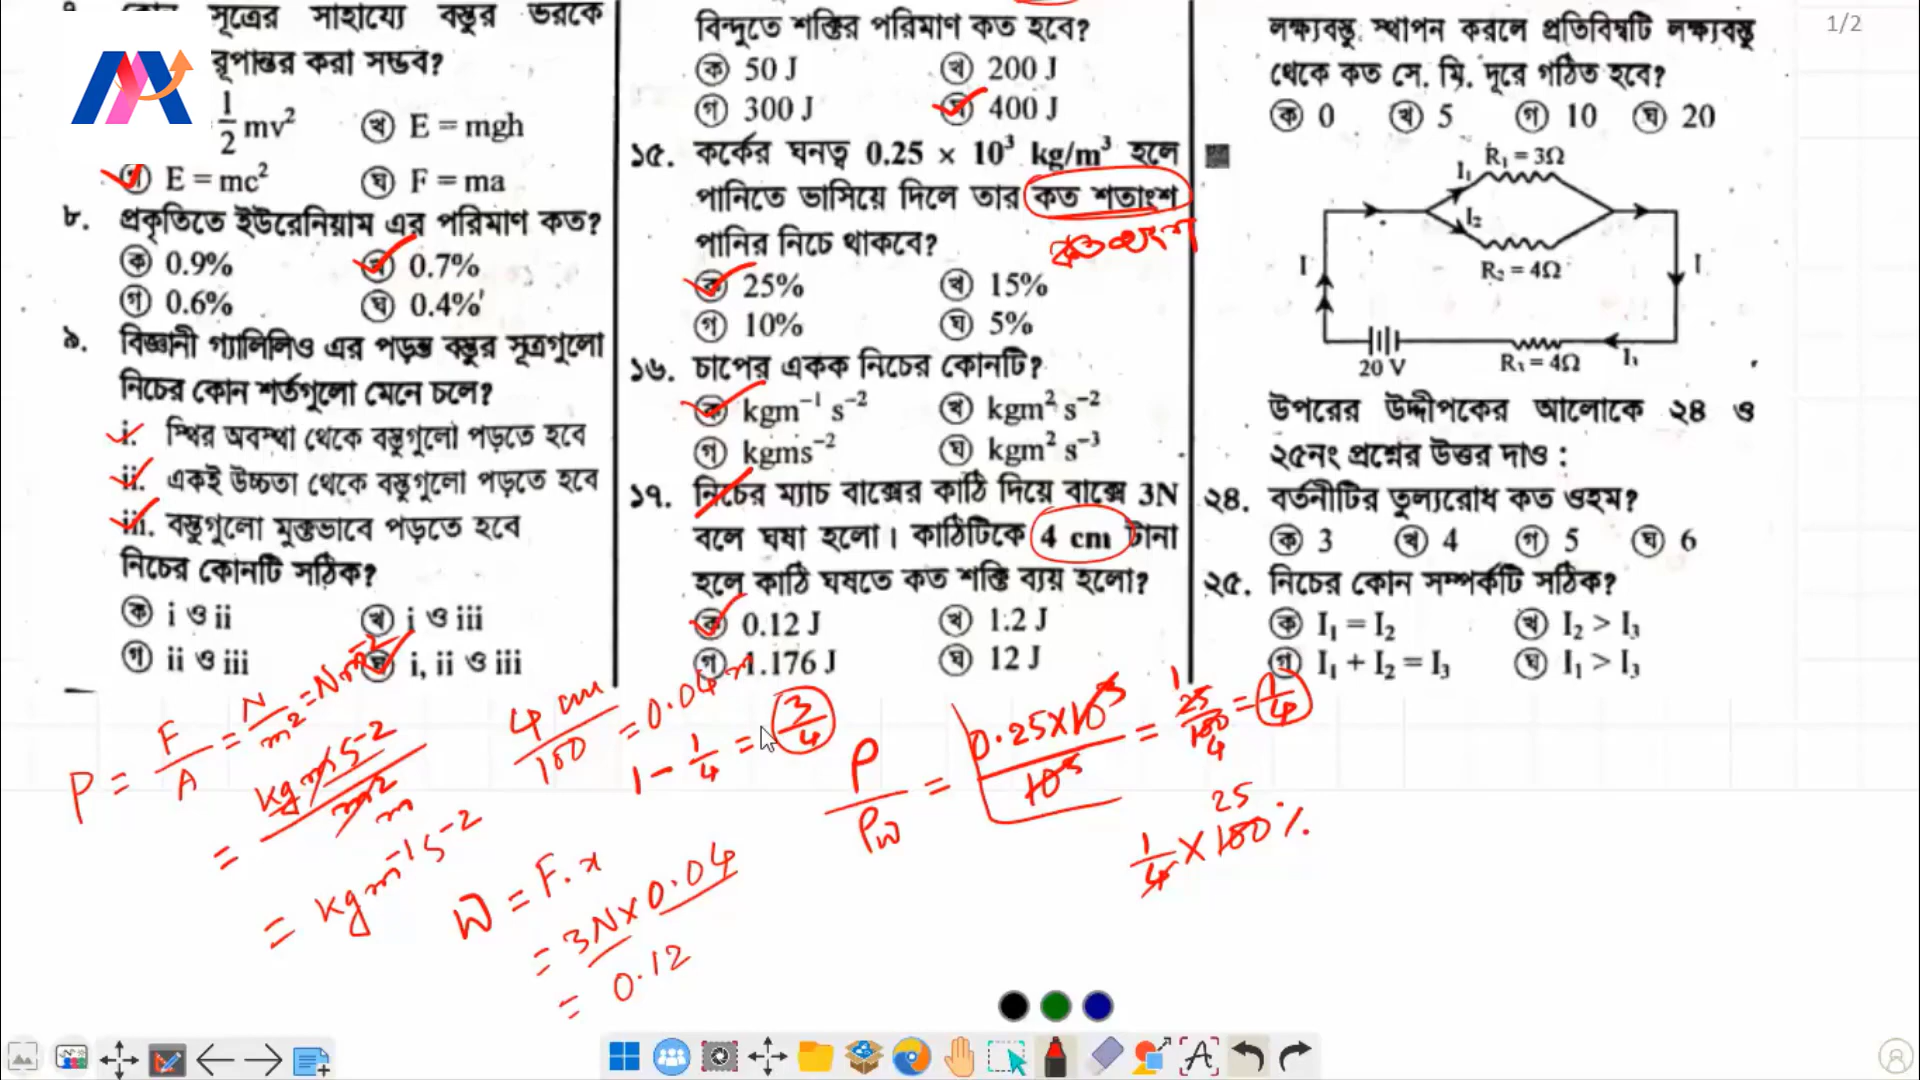 সূত্রের সাহায্যে বস্তুর ভরকে
রূপান্তর করা সম্ভব?
1/2 mv²
খ E = mgh
গ E = mc²
ঘ F = ma
৮. প্রকৃতিতে ইউরেনিয়াম এর পরিমাণ কত?
ক 0.9%
খ 0.7%
গ 0.6%
ঘ 0.4%'
৯. বিজ্ঞানী গ্যালিলিও এর পড়ন্ত বস্তুর সূত্রগুলো
নিচের কোন শর্তগুলো মেনে চলে?
i. স্থির অবস্থা থেকে বস্তুগুলো পড়তে হবে
ii. একই উচ্চতা থেকে বস্তুগুলো পড়তে হবে
iii. বস্তুগুলো মুক্তভাবে পড়তে হবে
নিচের কোনটি সঠিক?
ক i ও ii
খ i ও iii
গ ii ও iii
ঘ i, ii ও iii
বিন্দুতে শক্তির পরিমাণ কত হবে?
ক 50 J
খ 200 J
গ 300 J
ঘ 400 J
১৫. কর্কের ঘনত্ব 0.25 × 10³ kg/m³ হলে
পানিতে ভাসিয়ে দিলে তার কত শতাংশ
পানির নিচে থাকবে?
ক 25%
খ 15%
গ 10%
ঘ 5%
১৬. চাপের একক নিচের কোনটি?
ক kgm⁻¹ s⁻²
খ kgm² s⁻²
গ kgms⁻²
ঘ kgm² s⁻³
১৭. নিচের ম্যাচ বাক্সের কাঠি দিয়ে বাক্সে 3N
বলে ঘষা হলো। কাঠিটিকে 4 cm টানা
হলে কাঠি ঘষতে কত শক্তি ব্যয় হলো?
ক 0.12 J
খ 1.2 J
গ 1.176 J
ঘ 12 J
1/2
লক্ষ্যবস্তু স্থাপন করলে প্রতিবিম্বটি লক্ষ্যবস্তু
থেকে কত সে. মি. দূরে গঠিত হবে?
ক 0 খ 5 গ 10 ঘ 20
R₁ = 3Ω
I₁
I₂
R₂ = 4Ω
I
I
20 V
R₃ = 4Ω
I₃
উপরের উদ্দীপকের আলোকে ২৪ ও
২৫নং প্রশ্নের উত্তর দাও :
২৪. বর্তনীটির তুল্যরোধ কত ওহম?
ক 3 খ 4 গ 5 ঘ 6
২৫. নিচের কোন সম্পর্কটি সঠিক?
ক I₁ = I₂
খ I₂ > I₃
গ I₁ + I₂ = I₃
ঘ I₁ > I₃
P = F/A = N/m² = Nm⁻²
= kgms⁻²/m²
m
= kgm⁻¹s⁻²
4 cm/100 = 0.04 m
1 - 1/4 = 3/4
W = F.x
= 3N × 0.04
= 0.12
ρ/ρw = 0.25×10³/10³ = 25/100 = 1/4
1
4
25
1/4 × 100%